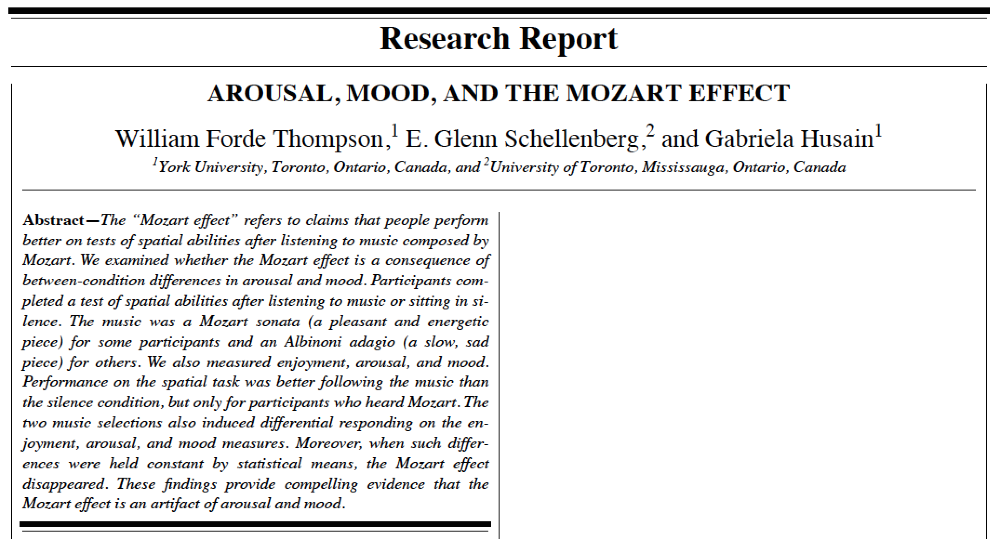 Research Report
AROUSAL, MOOD, AND THE MOZART EFFECT
William Forde Thompson,1 E. Glenn Schellenberg,2 and Gabriela Husain1
1York University, Toronto, Ontario, Canada, and 2University of Toronto, Mississauga, Ontario, Canada
Abstract—The “Mozart effect” refers to claims that people perform
better on tests of spatial abilities after listening to music composed by
Mozart. We examined whether the Mozart effect is a consequence of
between-condition differences in arousal and mood. Participants com-
pleted a test of spatial abilities after listening to music or sitting in si-
lence. The music was a Mozart sonata (a pleasant and energetic
piece) for some participants and an Albinoni adagio (a slow, sad
piece) for others. We also measured enjoyment, arousal, and mood.
Performance on the spatial task was better following the music than
the silence condition, but only for participants who heard Mozart. The
two music selections also induced differential responding on the en-
joyment, arousal, and mood measures. Moreover, when such differ-
ences were held constant by statistical means, the Mozart effect
disappeared. These findings provide compelling evidence that the
Mozart effect is an artifact of arousal and mood.